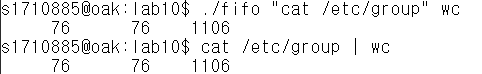 s1710885@oak:lab10$ ./fifo "cat /etc/group" wc
     76      76    1106
s1710885@oak:lab10$ cat /etc/group | wc
     76      76    1106